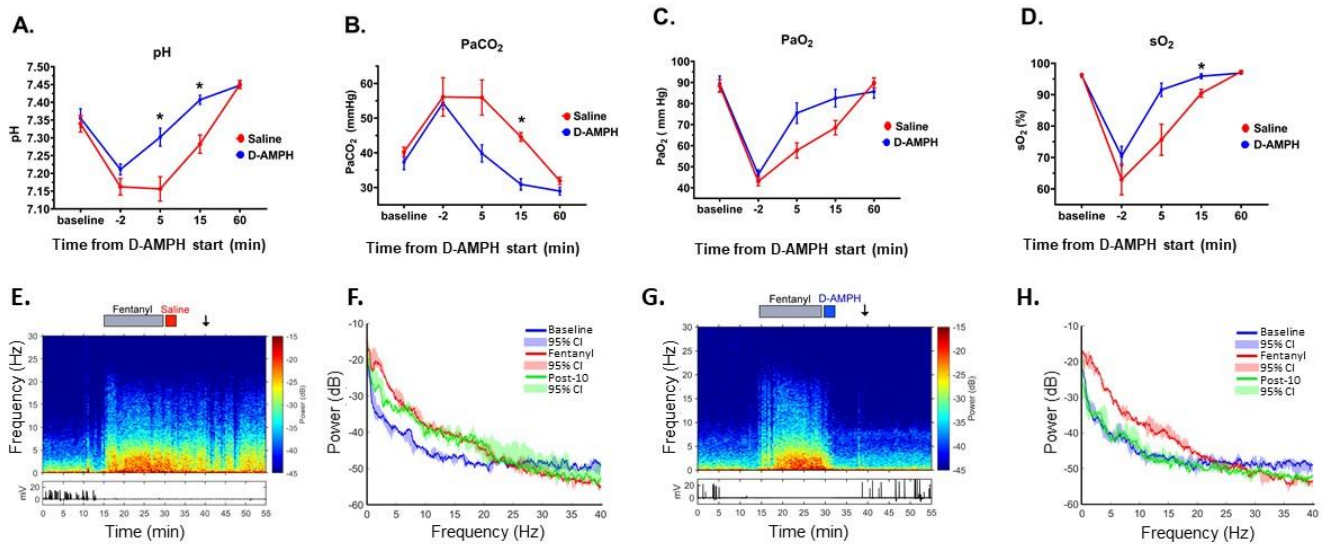 A.
pH
pH
7.50
7.45
7.40
7.35
7.30
7.25
7.20
7.15
7.10
*
*
Saline
D-AMPH
baseline -2 5 15 60
Time from D-AMPH start (min)
B.
PaCO2
PaCO2 (mmHg)
60
50
40
30
*
Saline
D-AMPH
baseline -2 5 15 60
Time from D-AMPH start (min)
C.
PaO2
PaO2 ( mm Hg)
100
90
80
70
60
50
40
Saline
D-AMPH
baseline -2 5 15 60
Time from D-AMPH start (min)
D.
sO2
sO2 (%)
100
90
80
70
60
*
Saline
D-AMPH
baseline -2 5 15 60
Time from D-AMPH start (min)
E.
Fentanyl Saline
Frequency (Hz)
30
25
20
15
10
5
0
-15
-20
-25
-30
-35
-40
-45
Power (dB)
mV
20
0
0 5 10 15 20 25 30 35 40 45 50 55
Time (min)
F.
Power (dB)
-10
-20
-30
-40
-50
-60
Baseline
95% CI
Fentanyl
95% CI
Post-10
95% CI
0 5 10 15 20 25 30 35 40
Frequency (Hz)
G.
Fentanyl D-AMPH
Frequency (Hz)
30
25
20
15
10
5
0
-15
-20
-25
-30
-35
-40
-45
Power (dB)
mV
20
0
0 5 10 15 20 25 30 35 40 45 50 55
Time (min)
H.
Power (dB)
-10
-20
-30
-40
-50
-60
Baseline
95% CI
Fentanyl
95% CI
Post-10
95% CI
0 5 10 15 20 25 30 35 40
Frequency (Hz)